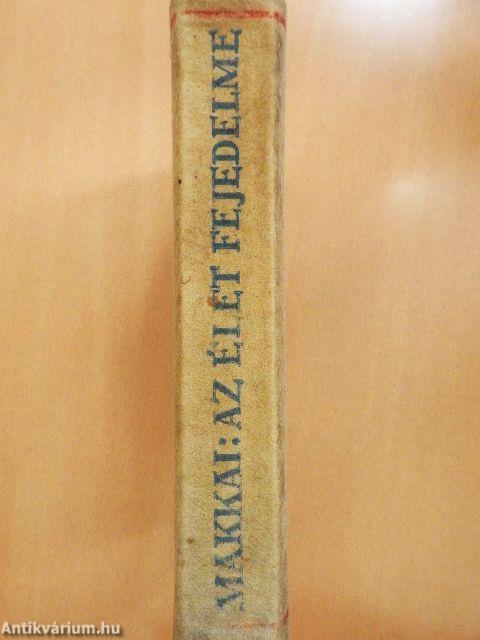 MAKKAI: AZ ÉLET FEJEDELME
Antikvárium.hu